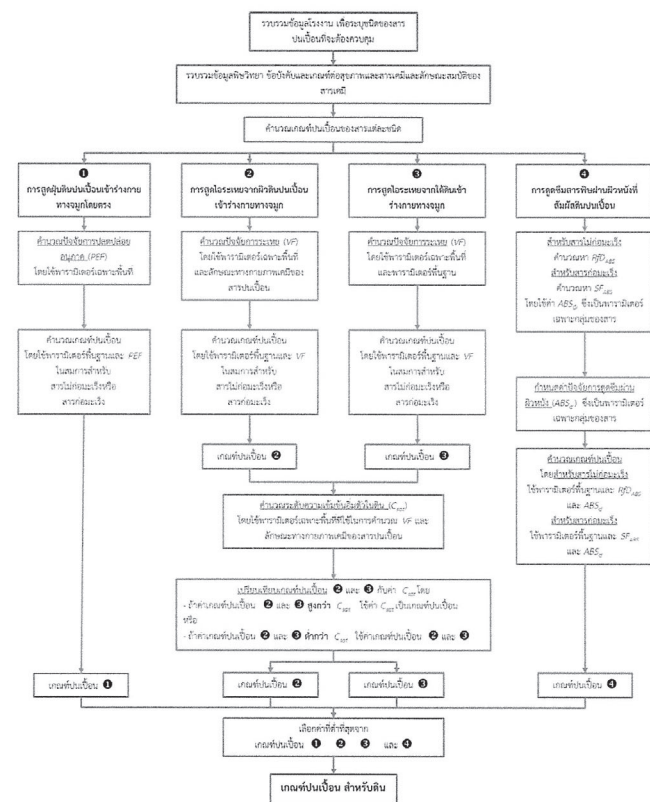 รวบรวมข้อมูลโรงงาน เพื่อระบุชนิดของสาร
ปนเปื้อนที่จะต้องควบคุม
รวบรวมข้อมูลพิษวิทยา ข้อบังคับและเกณฑ์ต่อสุขภาพและสารเคมีและลักษณะสมบัติของ
สารเคมี
คำนวณเกณฑ์ปนเปื้อนของสารแต่ละชนิด
❶
การสูดฝุ่นดินปนเปื้อนเข้าร่างกาย
ทางจมูกโดยตรง
คำนวณปัจจัยการปลดปล่อย
อนุภาค (PEF)
โดยใช้พารามิเตอร์เฉพาะพื้นที่
คำนวณเกณฑ์ปนเปื้อน
โดยใช้พารามิเตอร์พื้นฐานและ PEF
ในสมการสำหรับ
สารไม่ก่อมะเร็งหรือ
สารก่อมะเร็ง
❷
การสูดไอระเหยจากผิวดินปนเปื้อน
เข้าร่างกายทางจมูก
คำนวณปัจจัยการระเหย (VF)
โดยใช้พารามิเตอร์เฉพาะพื้นที่
และลักษณะทางกายภาพเคมีของ
สารปนเปื้อน
คำนวณเกณฑ์ปนเปื้อน
โดยใช้พารามิเตอร์พื้นฐานและ VF
ในสมการสำหรับ
สารไม่ก่อมะเร็งหรือ
สารก่อมะเร็ง
เกณฑ์ปนเปื้อน ❷
❸
การสูดไอระเหยจากใต้ดินเข้า
ร่างกายทางจมูก
คำนวณปัจจัยการระเหย (VF)
โดยใช้พารามิเตอร์เฉพาะพื้นที่
และพารามิเตอร์พื้นฐาน
คำนวณเกณฑ์ปนเปื้อน
โดยใช้พารามิเตอร์พื้นฐานและ VF
ในสมการสำหรับ
สารไม่ก่อมะเร็งหรือ
สารก่อมะเร็ง
เกณฑ์ปนเปื้อน ❸
❹
การดูดซึมสารพิษผ่านผิวหนังที่
สัมผัสดินปนเปื้อน
สำหรับสารไม่ก่อมะเร็ง
คำนวณหา RfD_ABS
สำหรับสารก่อมะเร็ง
คำนวณหา SF_ABS
โดยใช้ค่า ABS_GI ซึ่งเป็นพารามิเตอร์
เฉพาะกลุ่มของสาร
กำหนดค่าปัจจัยการดูดซึมผ่าน
ผิวหนัง (ABS_d) ซึ่งเป็นพารามิเตอร์
เฉพาะกลุ่มของสาร
คำนวณเกณฑ์ปนเปื้อน
โดยสำหรับสารไม่ก่อมะเร็ง
ใช้พารามิเตอร์พื้นฐานและ RfD_ABS
และ ABS_d
สำหรับสารก่อมะเร็ง
ใช้พารามิเตอร์พื้นฐานและ SF_ABS
และ ABS_d
คำนวณระดับความเข้มข้นอิ่มตัวในดิน (C_SAT)
โดยใช้พารามิเตอร์เฉพาะพื้นที่ที่ใช้ในการคำนวณ VF และ
ลักษณะทางกายภาพเคมีของสารปนเปื้อน
เปรียบเทียบเกณฑ์ปนเปื้อน ❷ และ ❸ กับค่า C_SAT โดย
- ถ้าค่าเกณฑ์ปนเปื้อน ❷ และ ❸ สูงกว่า C_SAT ใช้ค่า C_SAT เป็นเกณฑ์ปนเปื้อน
หรือ
- ถ้าค่าเกณฑ์ปนเปื้อน ❷ และ ❸ ต่ำกว่า C_SAT ใช้ค่าเกณฑ์ปนเปื้อน ❷ และ ❸
เกณฑ์ปนเปื้อน ❶
เกณฑ์ปนเปื้อน ❷
เกณฑ์ปนเปื้อน ❸
เกณฑ์ปนเปื้อน ❹
เลือกค่าที่ต่ำที่สุดจาก
เกณฑ์ปนเปื้อน ❶ ❷ ❸ และ ❹
เกณฑ์ปนเปื้อน สำหรับดิน